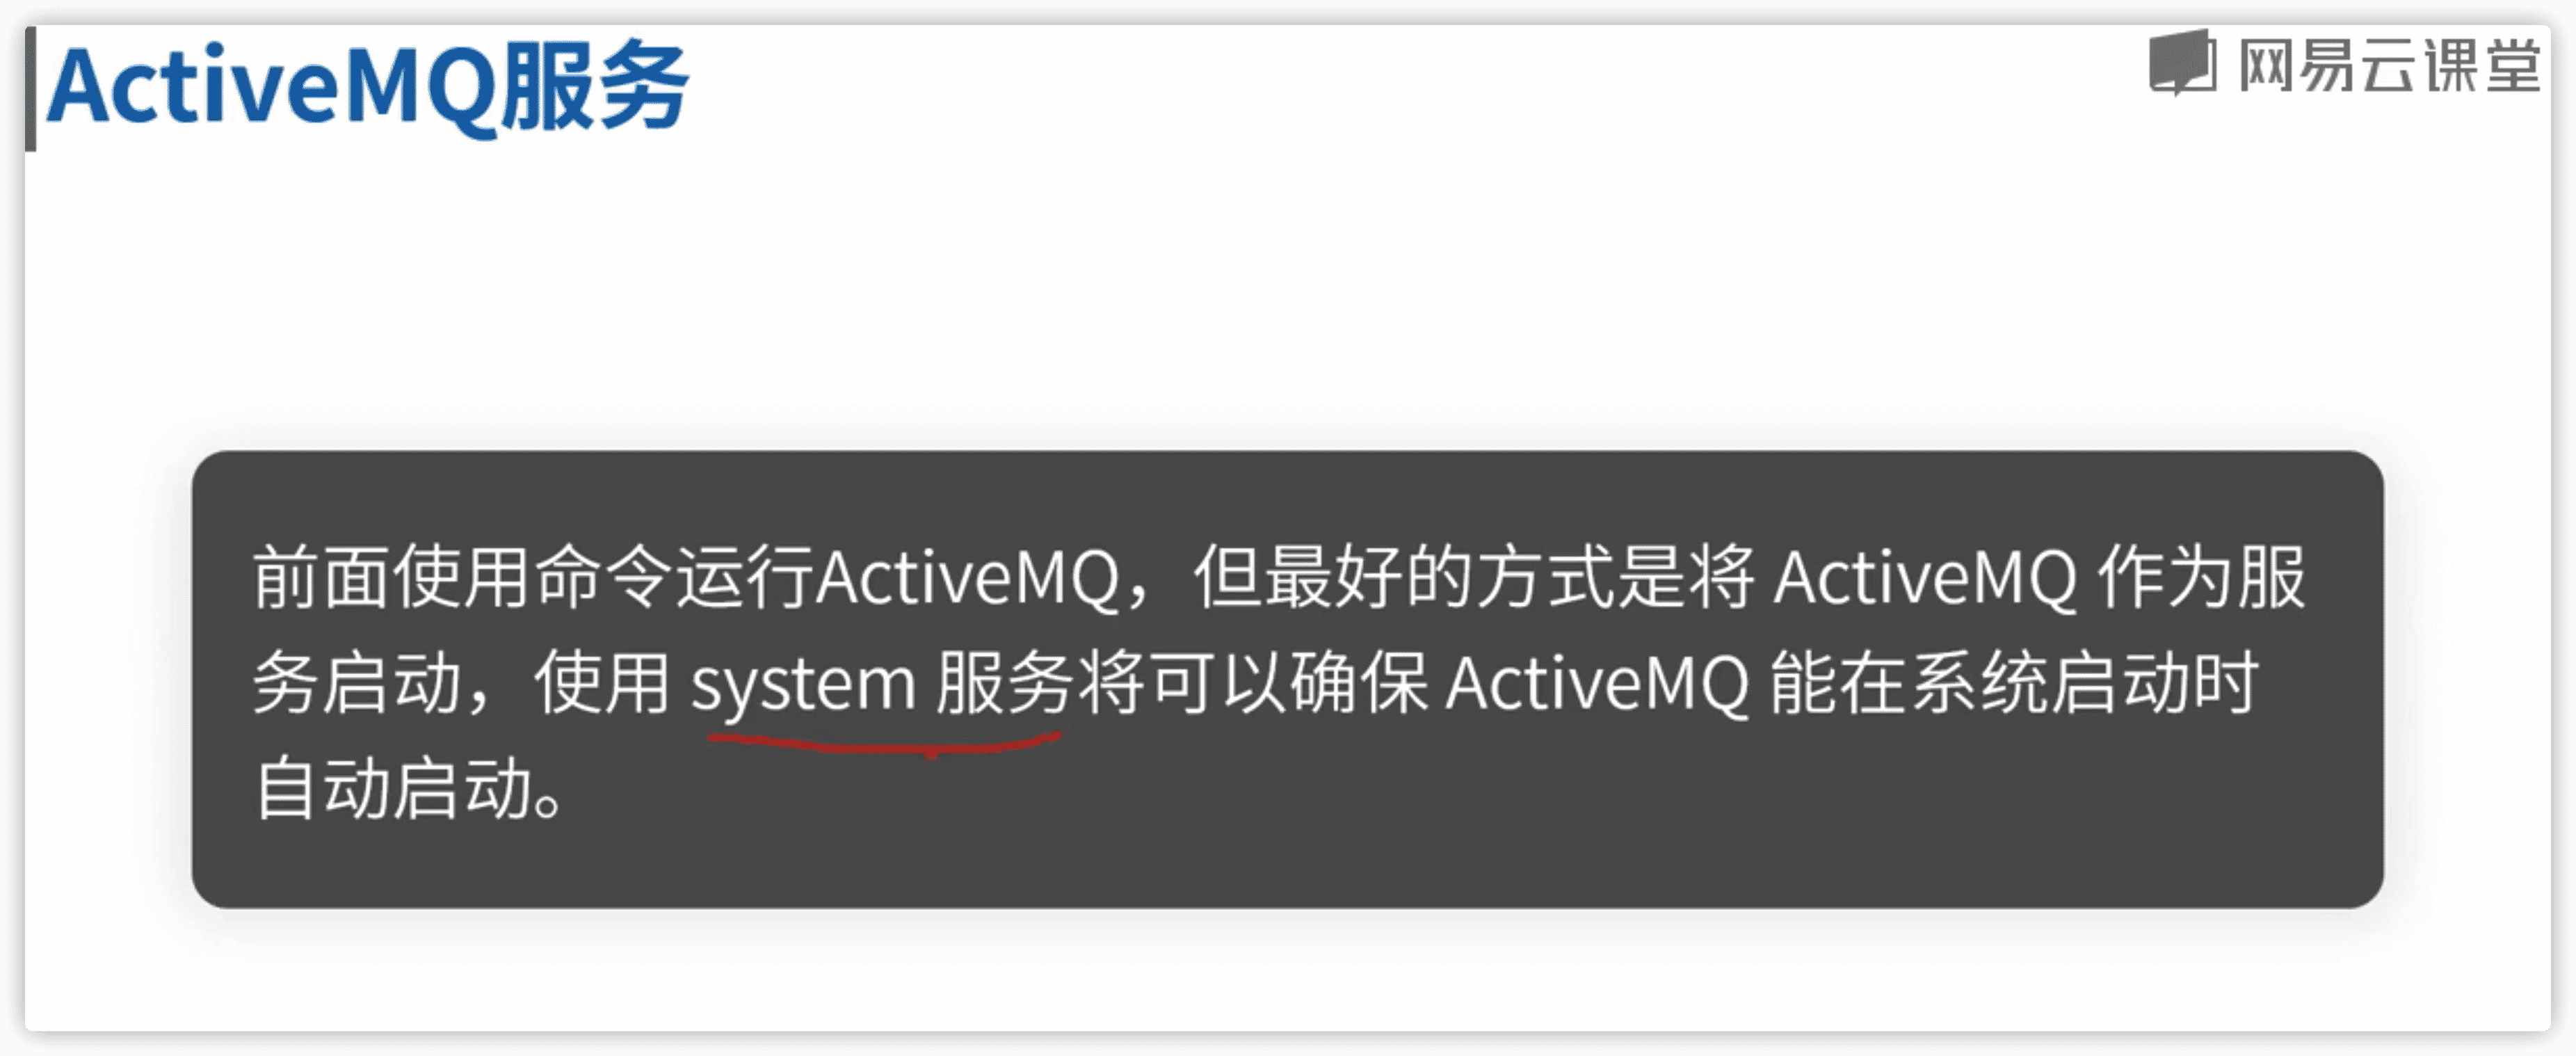 ActiveMQ服务
网易云课堂
前面使用命令运行ActiveMQ，但最好的方式是将 ActiveMQ 作为服
务启动，使用 system 服务将可以确保 ActiveMQ 能在系统启动时
自动启动。